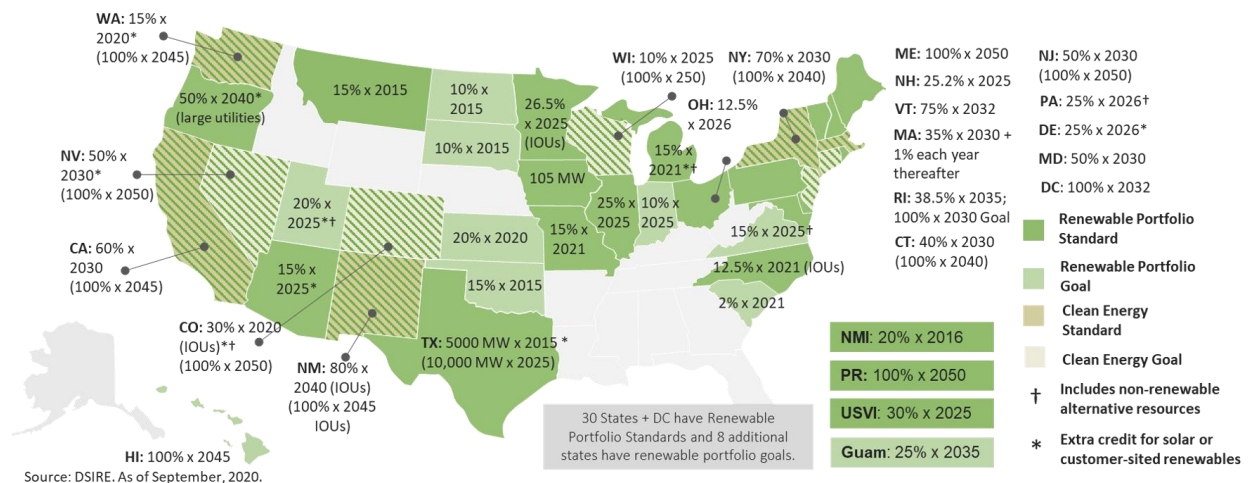 WA: 15% x
2020*
(100% x 2045)
50% x 2040*
(large utilities)
15% x 2015
10% x
2015
10% x 2015
26.5%
x 2025
(IOUs)
WI: 10% x 2025
(100% x 250)
NY: 70% x 2030
(100% x 2040)
OH: 12.5%
x 2026
15% x
2021*†
NV: 50% x
2030*
(100% x 2050)
20% x
2025*†
105 MW
25% x
2025
10% x
2025
15% x
2021
20% x 2020
15% x 2025†
CA: 60% x
2030
(100% x 2045)
15% x
2025*
15% x 2015
12.5% x 2021 (IOUs)
2% x 2021
CO: 30% x 2020
(IOUs)*†
(100% x 2050)
NM: 80% x
2040 (IOUs)
(100% x 2045
IOUs)
TX: 5000 MW x 2015 *
(10,000 MW x 2025)
HI: 100% x 2045
Source: DSIRE. As of September, 2020.
30 States + DC have Renewable
Portfolio Standards and 8 additional
states have renewable portfolio goals.
ME: 100% x 2050
NH: 25.2% x 2025
VT: 75% x 2032
MA: 35% x 2030 +
1% each year
thereafter
RI: 38.5% x 2035;
100% x 2030 Goal
CT: 40% x 2030
(100% x 2040)
NJ: 50% x 2030
(100% x 2050)
PA: 25% x 2026†
DE: 25% x 2026*
MD: 50% x 2030
DC: 100% x 2032
Renewable Portfolio
Standard
Renewable Portfolio
Goal
Clean Energy
Standard
Clean Energy Goal
† Includes non-renewable
alternative resources
* Extra credit for solar or
customer-sited renewables
NMI: 20% x 2016
PR: 100% x 2050
USVI: 30% x 2025
Guam: 25% x 2035